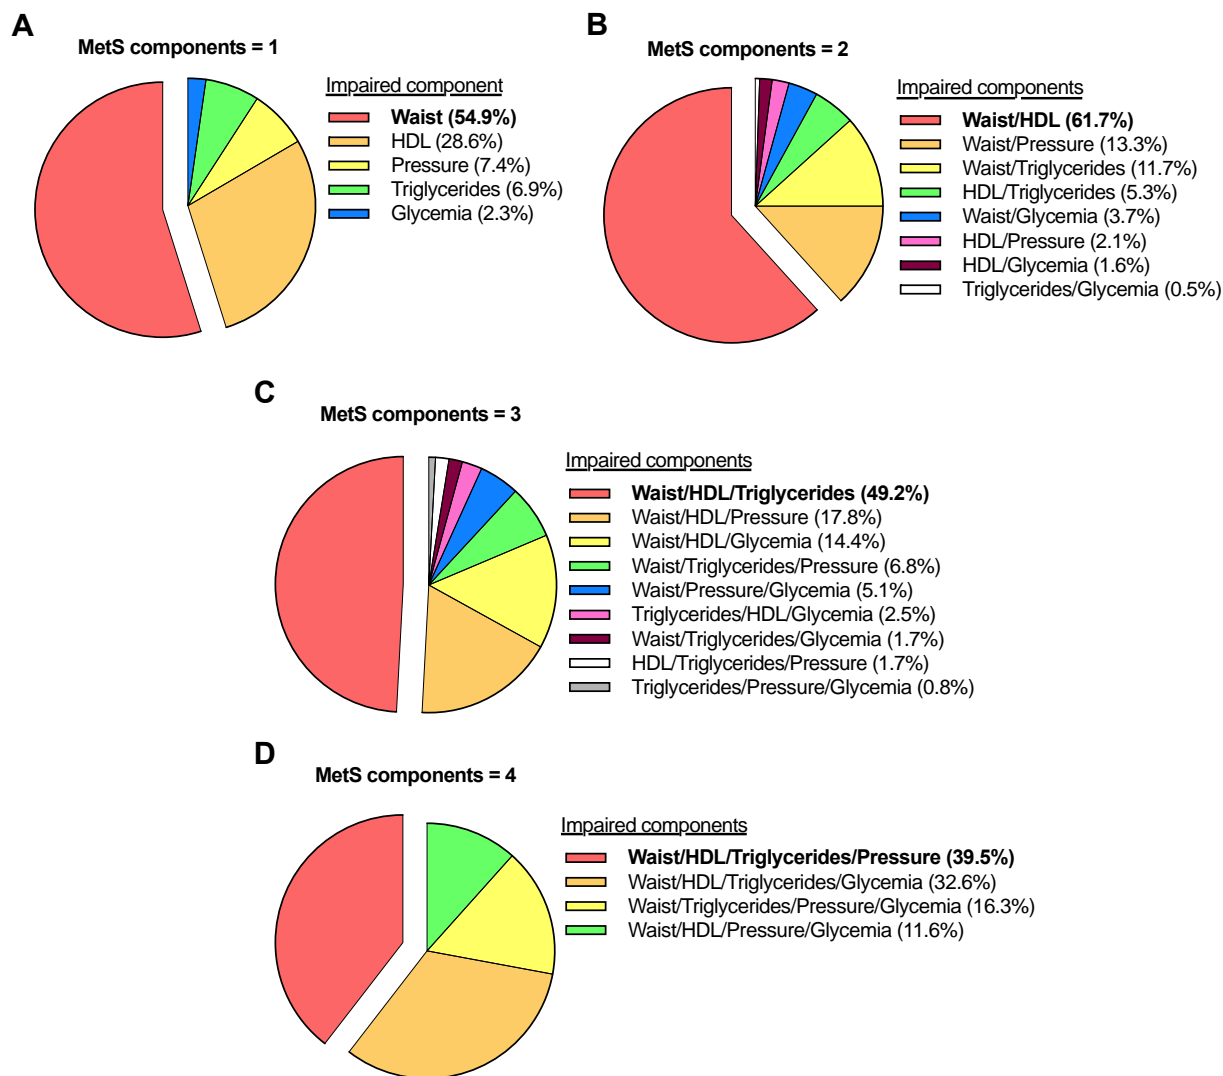 A
MetS components = 1
Impaired component
Waist (54.9%)
HDL (28.6%)
Pressure (7.4%)
Triglycerides (6.9%)
Glycemia (2.3%)
B
MetS components = 2
Impaired components
Waist/HDL (61.7%)
Waist/Pressure (13.3%)
Waist/Triglycerides (11.7%)
HDL/Triglycerides (5.3%)
Waist/Glycemia (3.7%)
HDL/Pressure (2.1%)
HDL/Glycemia (1.6%)
Triglycerides/Glycemia (0.5%)
C
MetS components = 3
Impaired components
Waist/HDL/Triglycerides (49.2%)
Waist/HDL/Pressure (17.8%)
Waist/HDL/Glycemia (14.4%)
Waist/Triglycerides/Pressure (6.8%)
Waist/Pressure/Glycemia (5.1%)
Triglycerides/HDL/Glycemia (2.5%)
Waist/Triglycerides/Glycemia (1.7%)
HDL/Triglycerides/Pressure (1.7%)
Triglycerides/Pressure/Glycemia (0.8%)
D
MetS components = 4
Impaired components
Waist/HDL/Triglycerides/Pressure (39.5%)
Waist/HDL/Triglycerides/Glycemia (32.6%)
Waist/Triglycerides/Pressure/Glycemia (16.3%)
Waist/HDL/Pressure/Glycemia (11.6%)